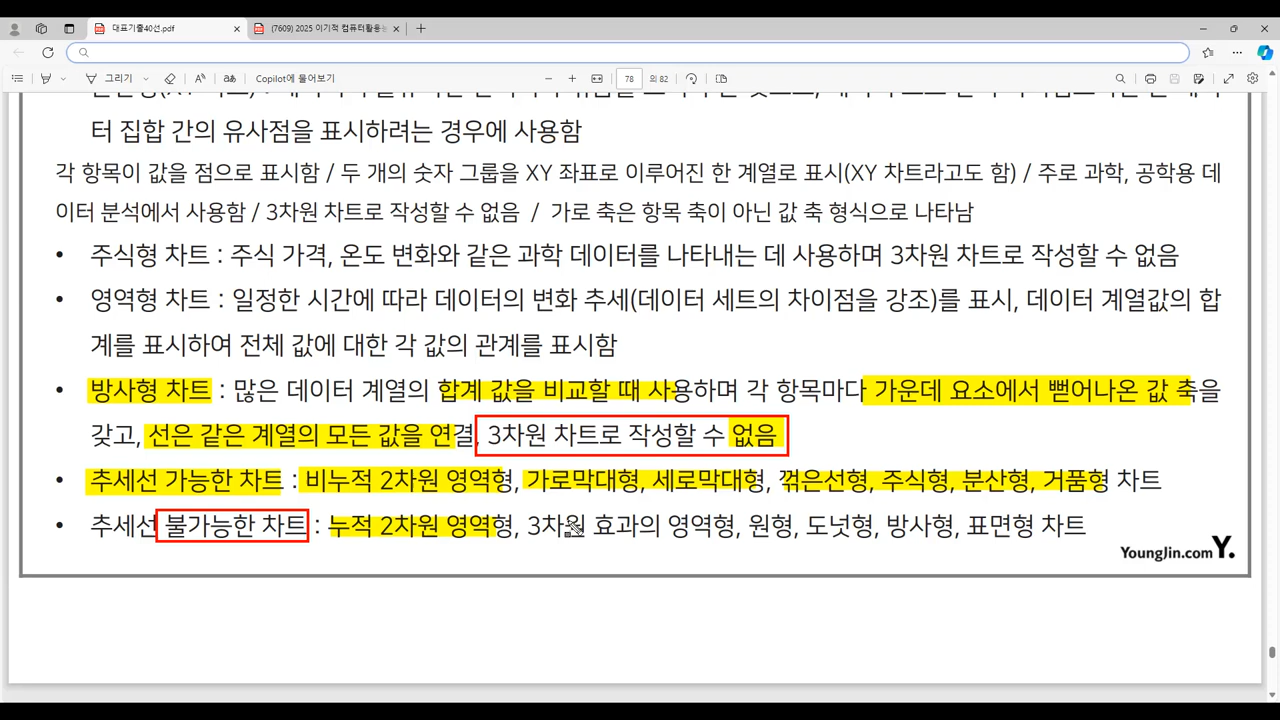 대표기출40선.pdf
(7609) 2025 이기적 컴퓨터활용능
그리기
aあ
Copilot에 물어보기
78 의 82
터 집합 간의 유사점을 표시하려는 경우에 사용함
각 항목이 값을 점으로 표시함 / 두 개의 숫자 그룹을 XY 좌표로 이루어진 한 계열로 표시(XY 차트라고도 함) / 주로 과학, 공학용 데
이터 분석에서 사용함 / 3차원 차트로 작성할 수 없음 / 가로 축은 항목 축이 아닌 값 축 형식으로 나타남
• 주식형 차트 : 주식 가격, 온도 변화와 같은 과학 데이터를 나타내는 데 사용하며 3차원 차트로 작성할 수 없음
• 영역형 차트 : 일정한 시간에 따라 데이터의 변화 추세(데이터 세트의 차이점을 강조)를 표시, 데이터 계열값의 합
계를 표시하여 전체 값에 대한 각 값의 관계를 표시함
• 방사형 차트 : 많은 데이터 계열의 합계 값을 비교할 때 사용하며 각 항목마다 가운데 요소에서 뻗어나온 값 축을
갖고, 선은 같은 계열의 모든 값을 연결, 3차원 차트로 작성할 수 없음
• 추세선 가능한 차트 : 비누적 2차원 영역형, 가로막대형, 세로막대형, 꺾은선형, 주식형, 분산형, 거품형 차트
• 추세선 불가능한 차트 : 누적 2차원 영역형, 3차원 효과의 영역형, 원형, 도넛형, 방사형, 표면형 차트
YoungJin.com Y.